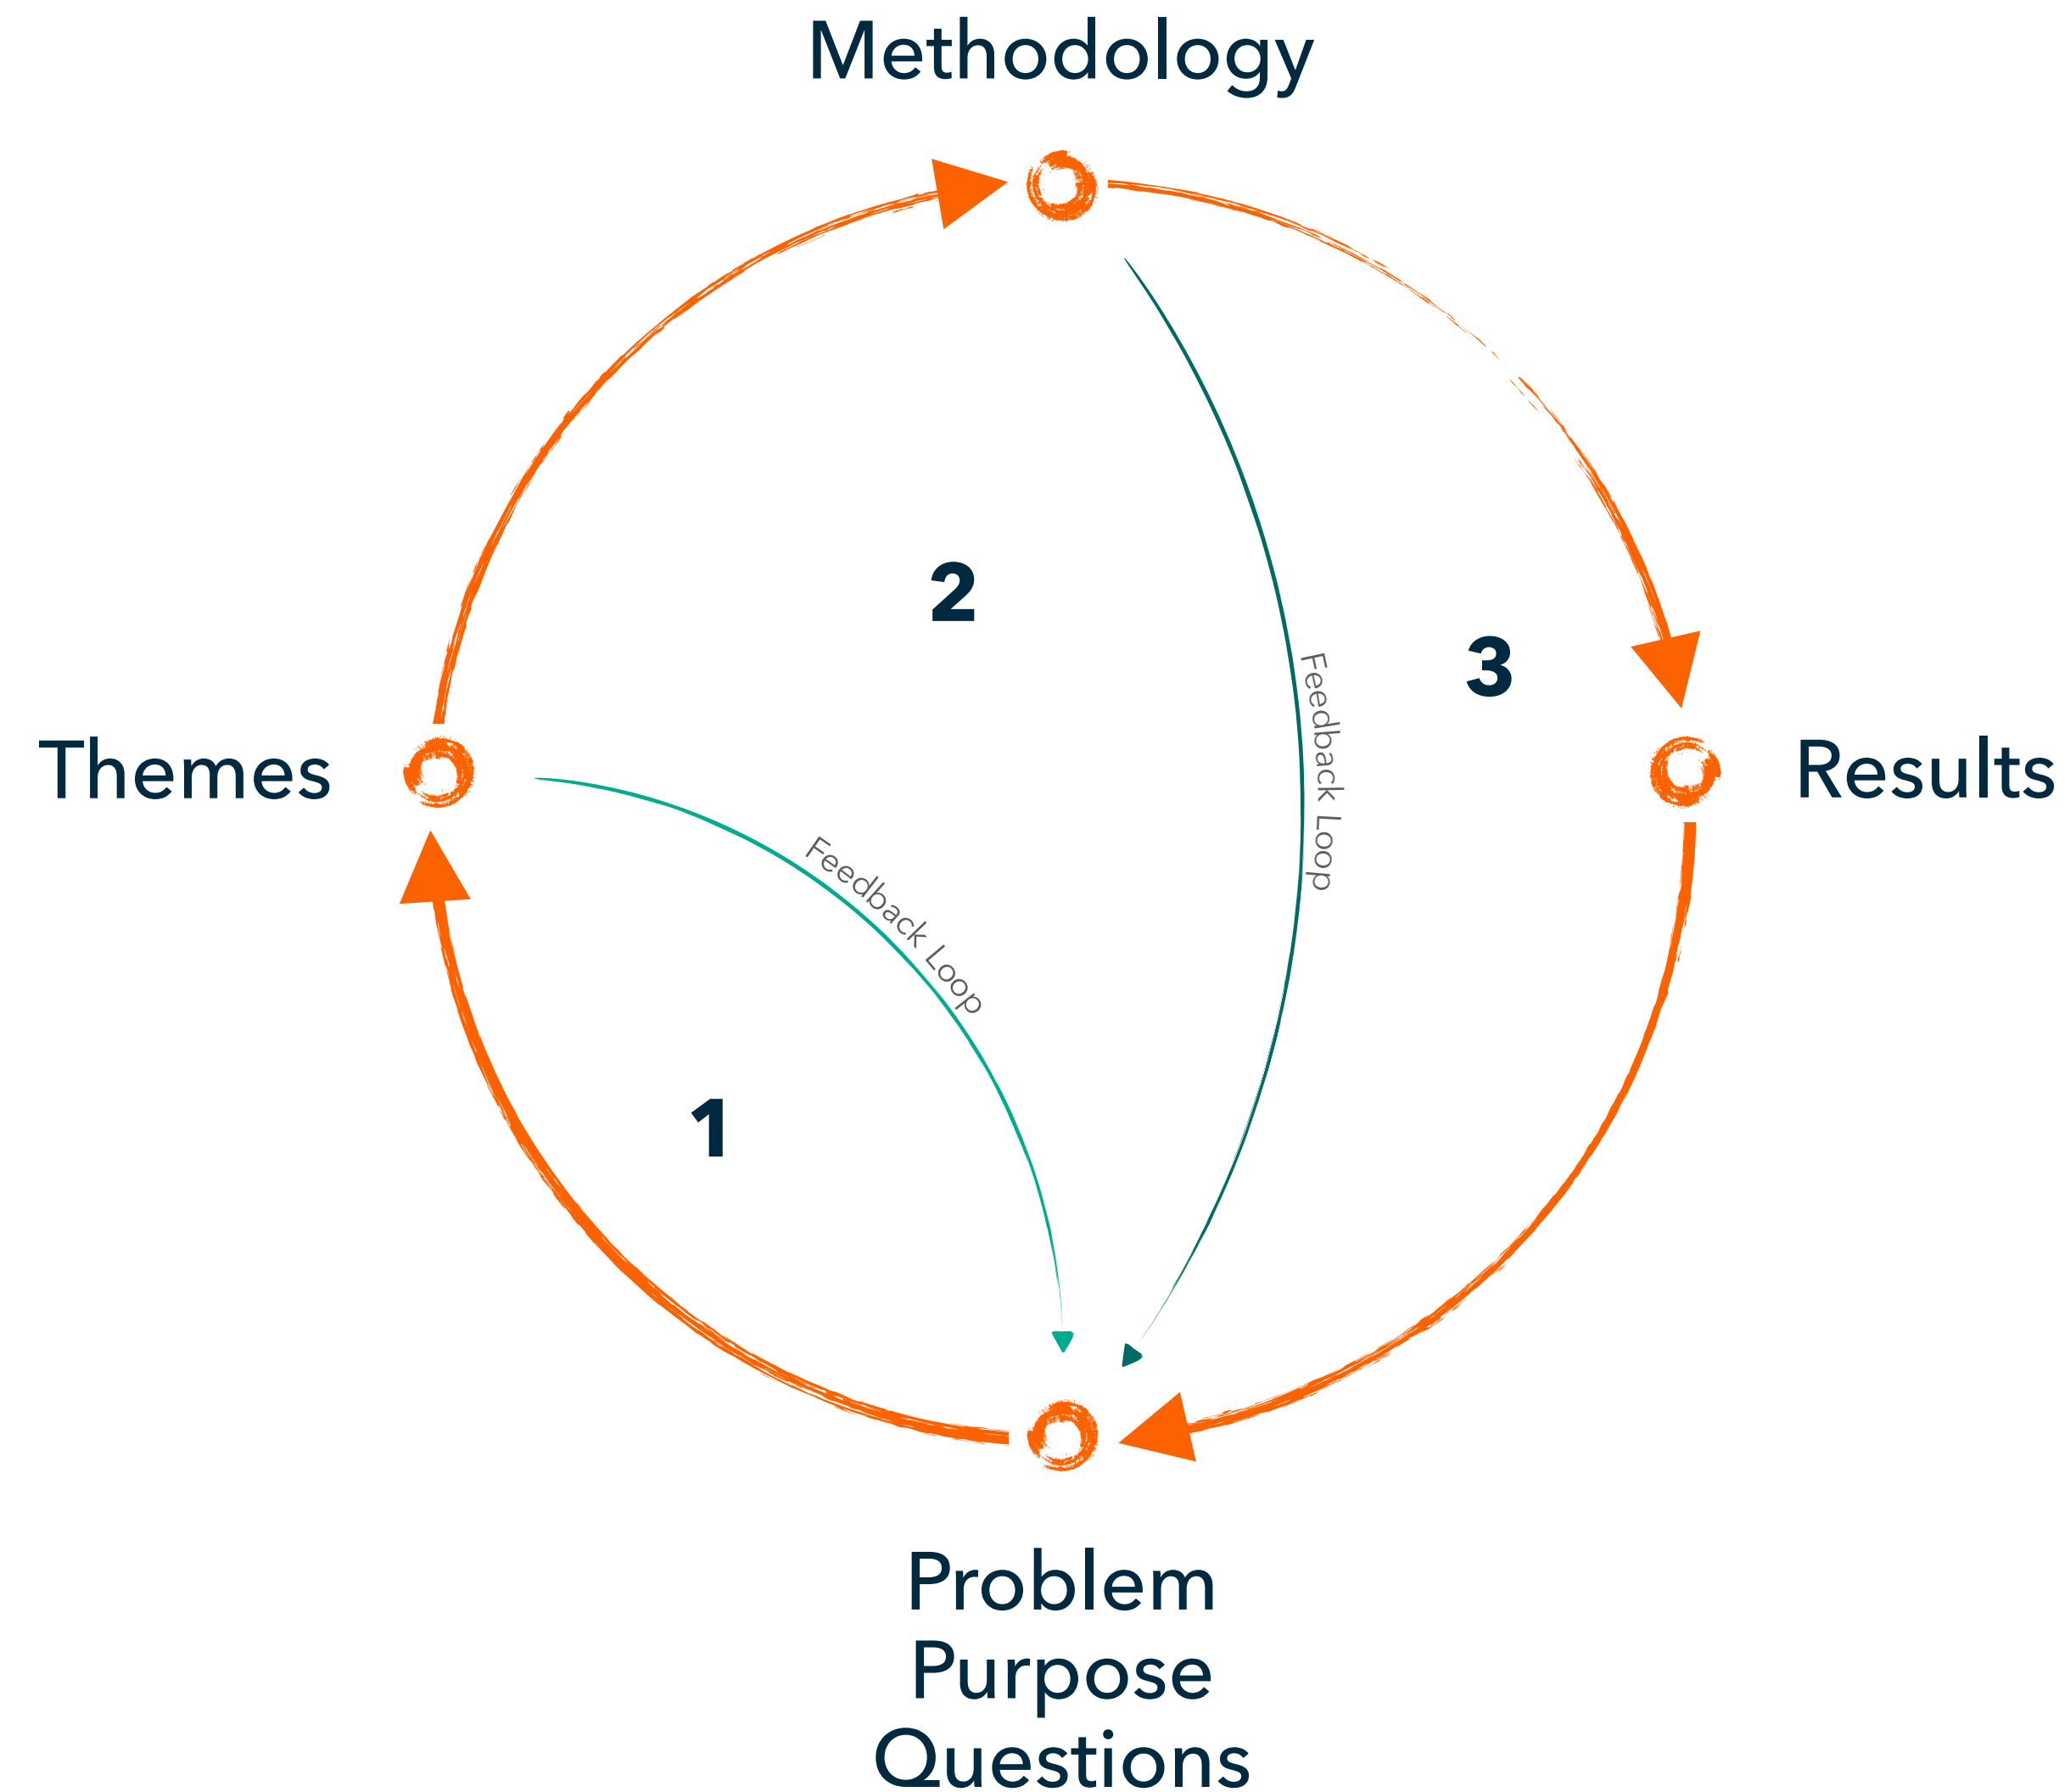 Methodology
2
3
Feedback Loop
Themes
Results
Feedback Loop
1
Problem
Purpose
Questions